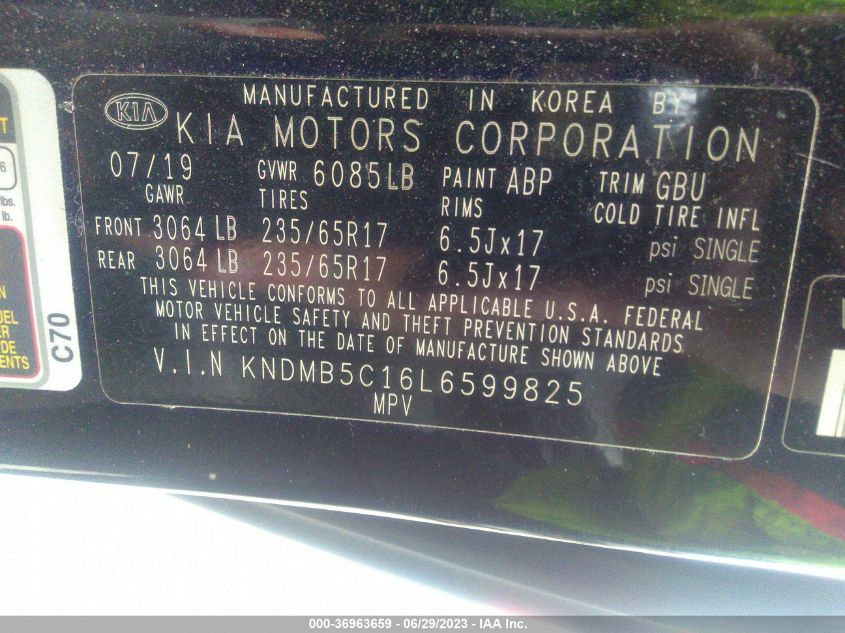 KIA
MANUFACTURED IN KOREA BY
KIA MOTORS CORPORATION
07/19 GVWR 6085LB PAINT ABP TRIM GBU
GAWR TIRES RIMS COLD TIRE INFL
FRONT 3064 LB 235/65R17 6.5Jx17 psi SINGLE
REAR 3064 LB 235/65R17 6.5Jx17 psi SINGLE
THIS VEHICLE CONFORMS TO ALL APPLICABLE U.S.A. FEDERAL
MOTOR VEHICLE SAFETY AND THEFT PREVENTION STANDARDS
IN EFFECT ON THE DATE OF MANUFACTURE SHOWN ABOVE
V.I.N KNDMB5C16L6599825
MPV
6
lbs.
lb.
C70
000-36963659 - 06/29/2023 - IAA Inc.